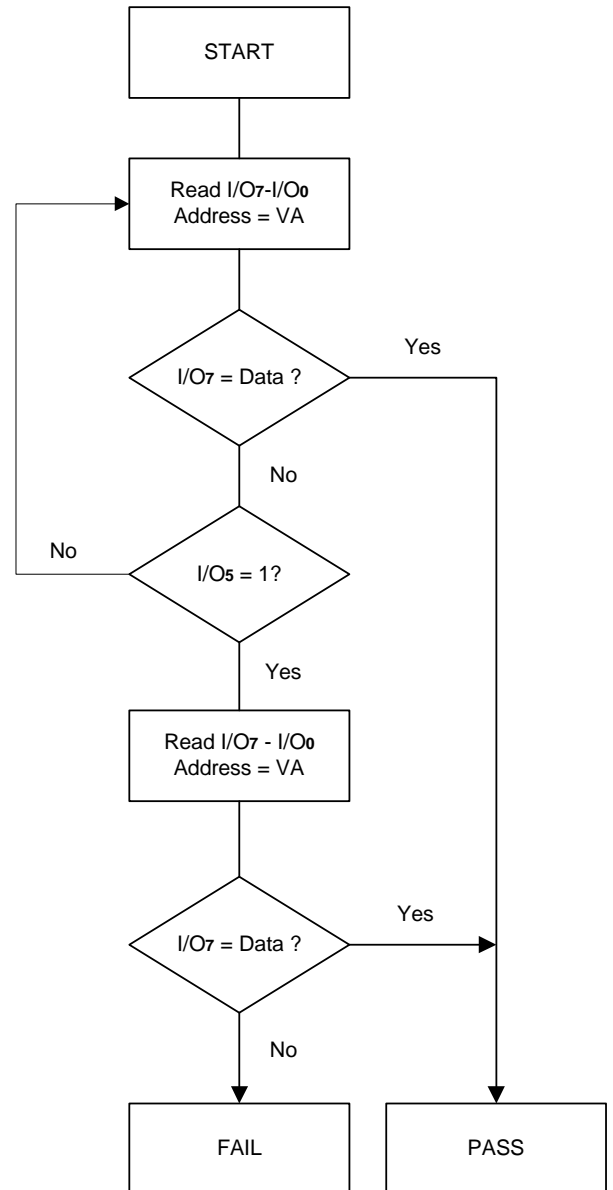 START
Read I/O7-I/O0
Address = VA
Yes
I/O7 = Data ?
No
No
I/O5 = 1?
Yes
Read I/O7 - I/O0
Address = VA
Yes
I/O7 = Data ?
No
FAIL
PASS